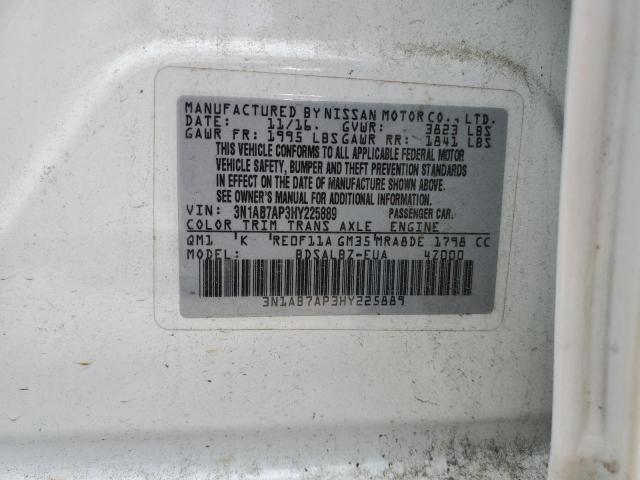 MANUFACTURED BY NISSAN MOTOR CO., LTD.
DATE: 11/16. GVWR: 3823 LBS
GAWR FR: 1995 LBS GAWR RR: 1841 LBS
THIS VEHICLE CONFORMS TO ALL APPLICABLE FEDERAL MOTOR
VEHICLE SAFETY, BUMPER AND THEFT PREVENTION STANDARDS
IN EFFECT ON THE DATE OF MANUFACTURE SHOWN ABOVE.
SEE OWNER'S MANUAL FOR ADDITIONAL INFORMATION.
VIN: 3N1AB7AP3HY225889 PASSENGER CAR.
COLOR TRIM TRANS AXLE ENGINE
QM1 K RE0F11A GM35 MRA8DE 1798 CC
MODEL: BDSALBZ-EUA 47000
3N1AB7AP3HY225889